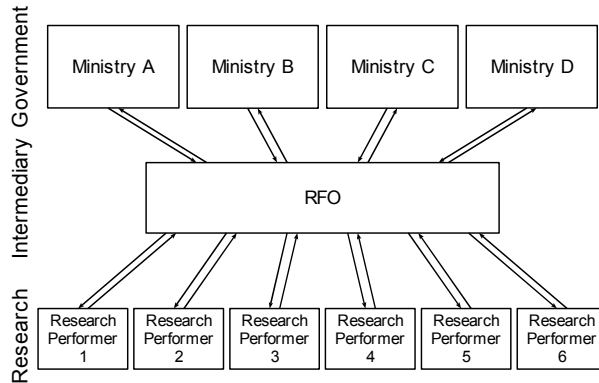 Government
Ministry A
Ministry B
Ministry C
Ministry D
Intermediary
RFO
Research
Research
Performer
1
Research
Performer
2
Research
Performer
3
Research
Performer
4
Research
Performer
5
Research
Performer
6